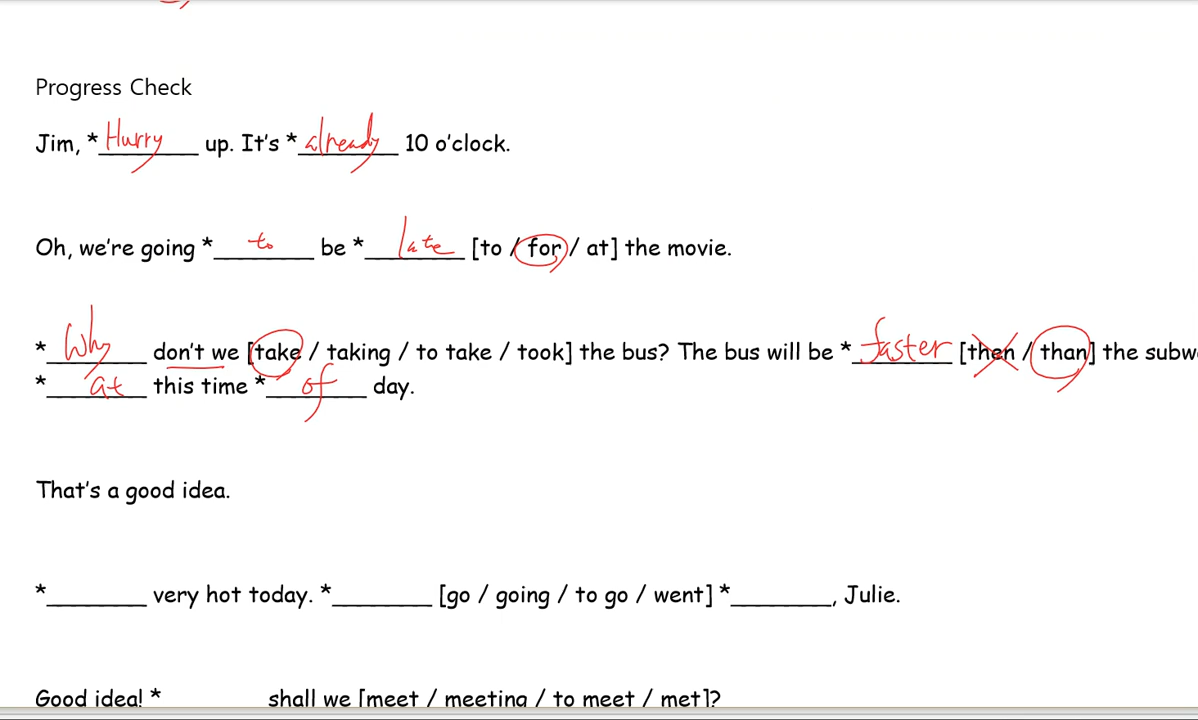 Progress Check
Jim, *Hurry up. It's *already 10 o'clock.
Oh, we're going * to be * late [to / for / at] the movie.
*Why don't we [take / taking / to take / took] the bus? The bus will be *faster [then / than] the subw
* at this time * of day.
That's a good idea.
*________ very hot today. *________ [go / going / to go / went] *________, Julie.
Good idea! * shall we [meet / meeting / to meet / met]?